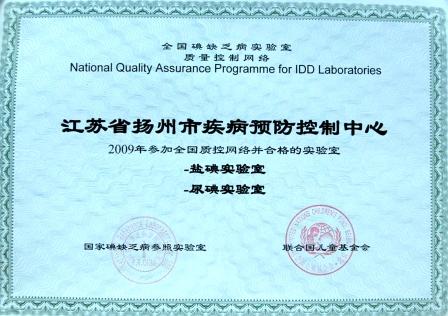 全国碘缺乏病实验室
质量控制网络
National Quality Assurance Programme for IDD Laboratories
江苏省扬州市疾病预防控制中心
2009年参加全国质控网络并合格的实验室
-盐碘实验室
-尿碘实验室
国家碘缺乏病参照实验室
联合国儿童基金会